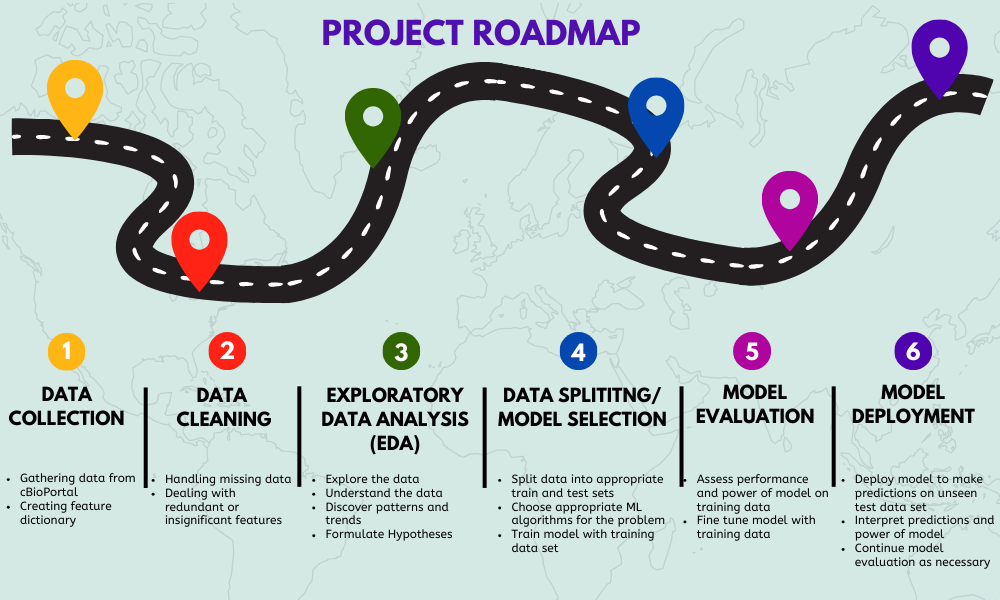 PROJECT ROADMAP
1
DATA
COLLECTION
• Gathering data from
cBioPortal
• Creating feature
dictionary
2
DATA
CLEANING
• Handling missing data
• Dealing with
redundant or
insignificant features
3
EXPLORATORY
DATA ANALYSIS
(EDA)
• Explore the data
• Understand the data
• Discover patterns and
trends
• Formulate Hypotheses
4
DATA SPLITITNG/
MODEL SELECTION
• Split data into appropriate
train and test sets
• Choose appropriate ML
algorithms for the problem
• Train model with training
data set
5
MODEL
EVALUATION
• Assess performance
and power of model on
training data
• Fine tune model with
training data
6
MODEL
DEPLOYMENT
• Deploy model to make
predictions on unseen
test data set
• Interpret predictions and
power of model
• Continue model
evaluation as necessary